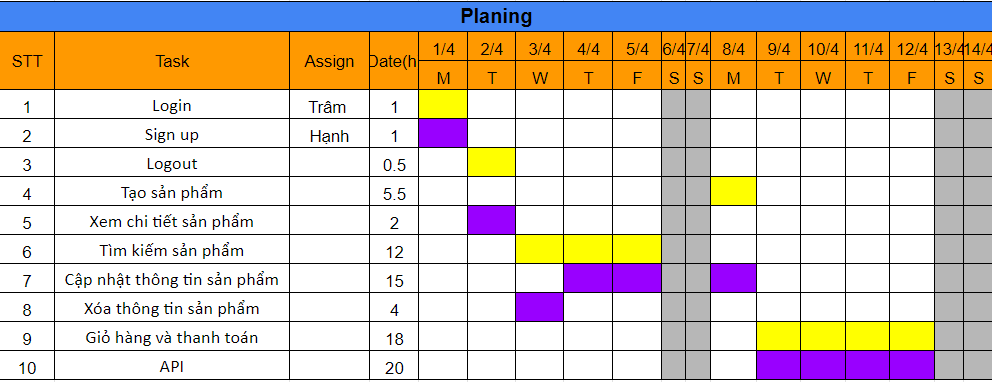 Planing
STT Task Assign Date(h 1/4 2/4 3/4 4/4 5/4 6/4 7/4 8/4 9/4 10/4 11/4 12/4 13/4 14/4
M T W T F S S M T W T F S S
1 Login Trâm 1
2 Sign up Hạnh 1
3 Logout 0.5
4 Tạo sản phẩm 5.5
5 Xem chi tiết sản phẩm 2
6 Tìm kiếm sản phẩm 12
7 Cập nhật thông tin sản phẩm 15
8 Xóa thông tin sản phẩm 4
9 Giỏ hàng và thanh toán 18
10 API 20